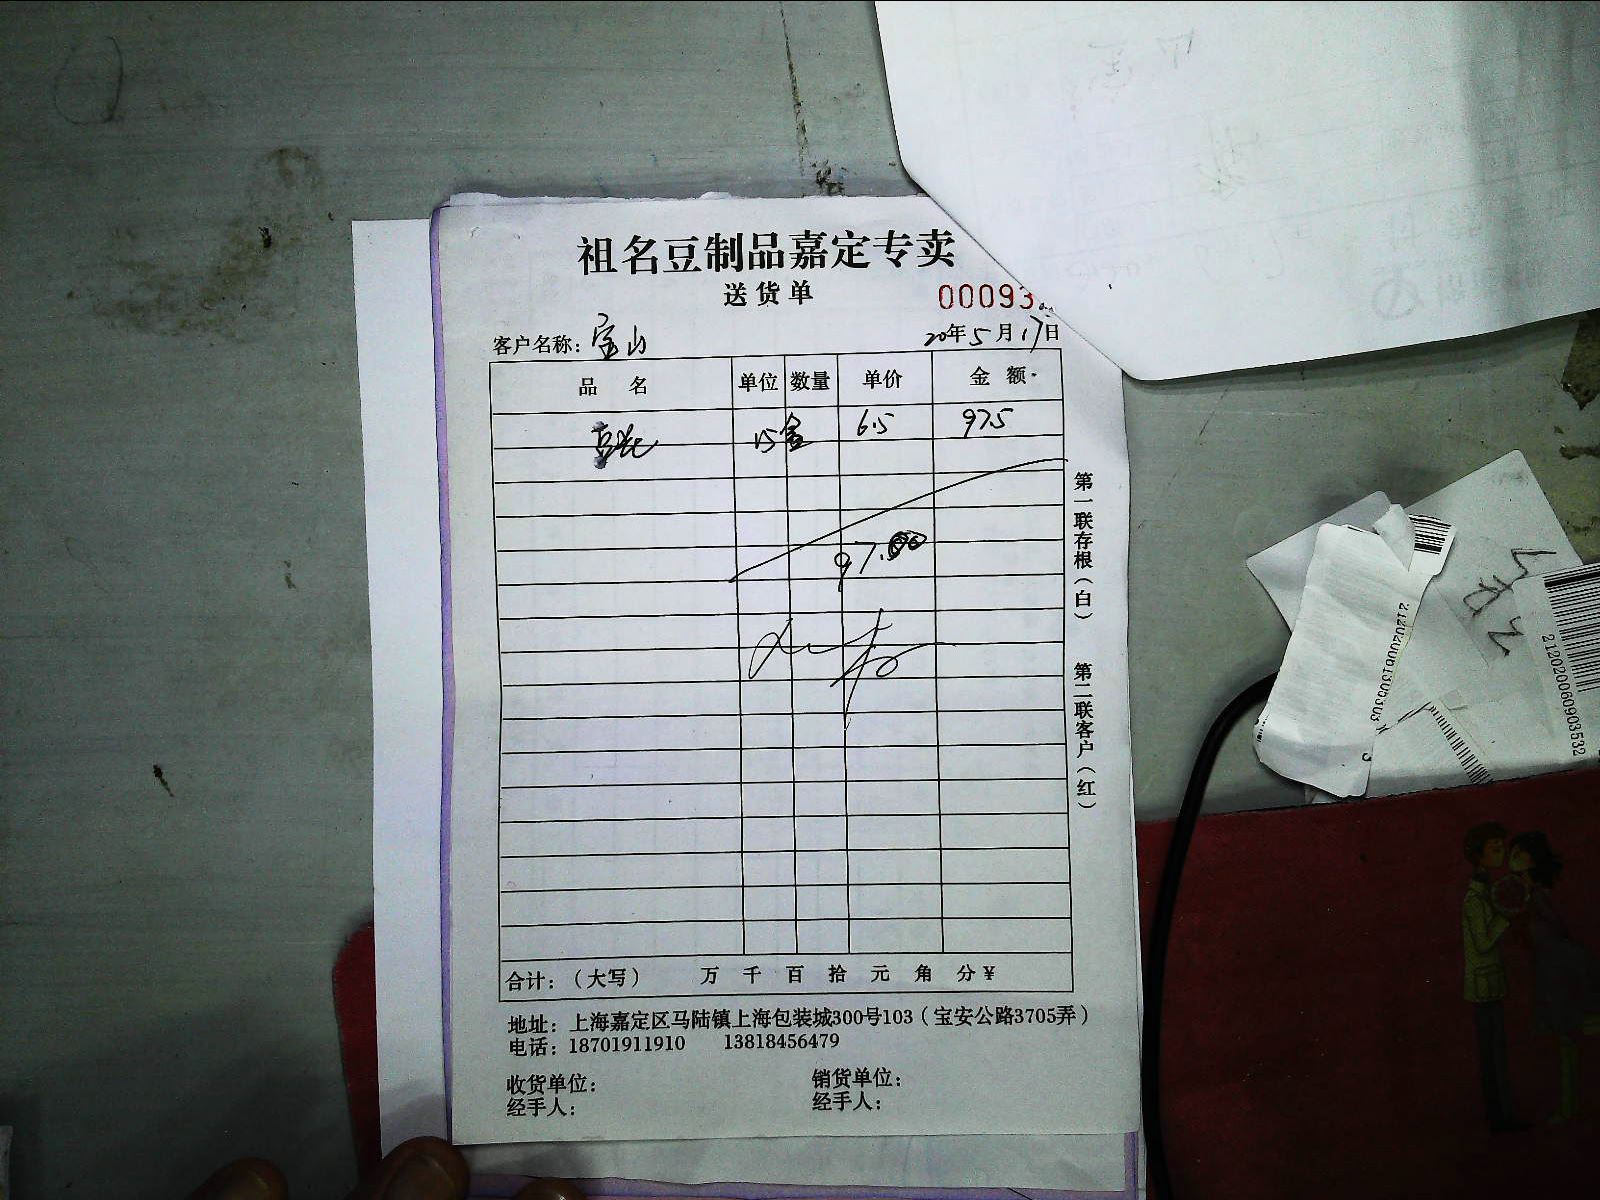 祖名豆制品嘉定专卖
送货单
00093
客户名称：宝山
20年5月17日
品名 单位 数量 单价 金额
豆花 15盒 6.5 97.5
97.00
第一联存根（白）
第二联客户（红）
合计：（大写） 万 千 百 拾 元 角 分¥
地址：上海嘉定区马陆镇上海包装城300号103（宝安公路3705弄）
电话：18701911910 13818456479
收货单位： 销货单位：
经手人： 经手人：
212020060903532